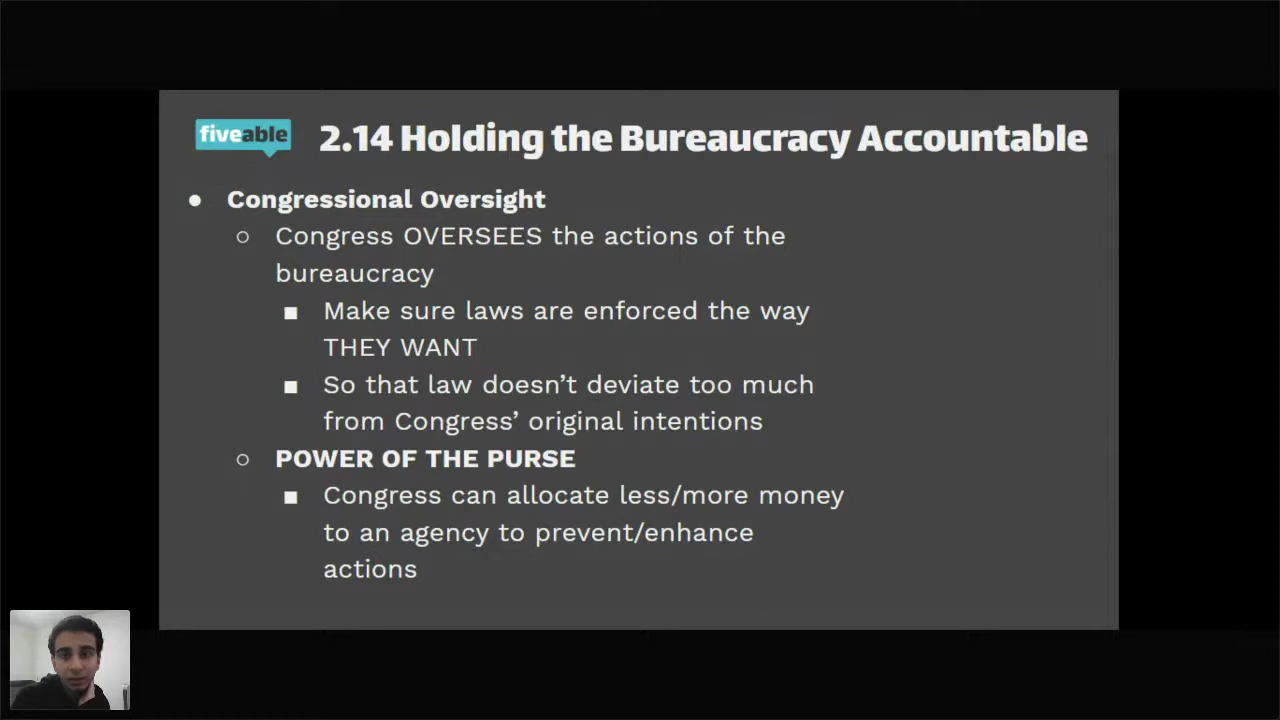 fiveable
2.14 Holding the Bureaucracy Accountable
● Congressional Oversight
○ Congress OVERSEES the actions of the
bureaucracy
■ Make sure laws are enforced the way
THEY WANT
■ So that law doesn’t deviate too much
from Congress’ original intentions
○ POWER OF THE PURSE
■ Congress can allocate less/more money
to an agency to prevent/enhance
actions